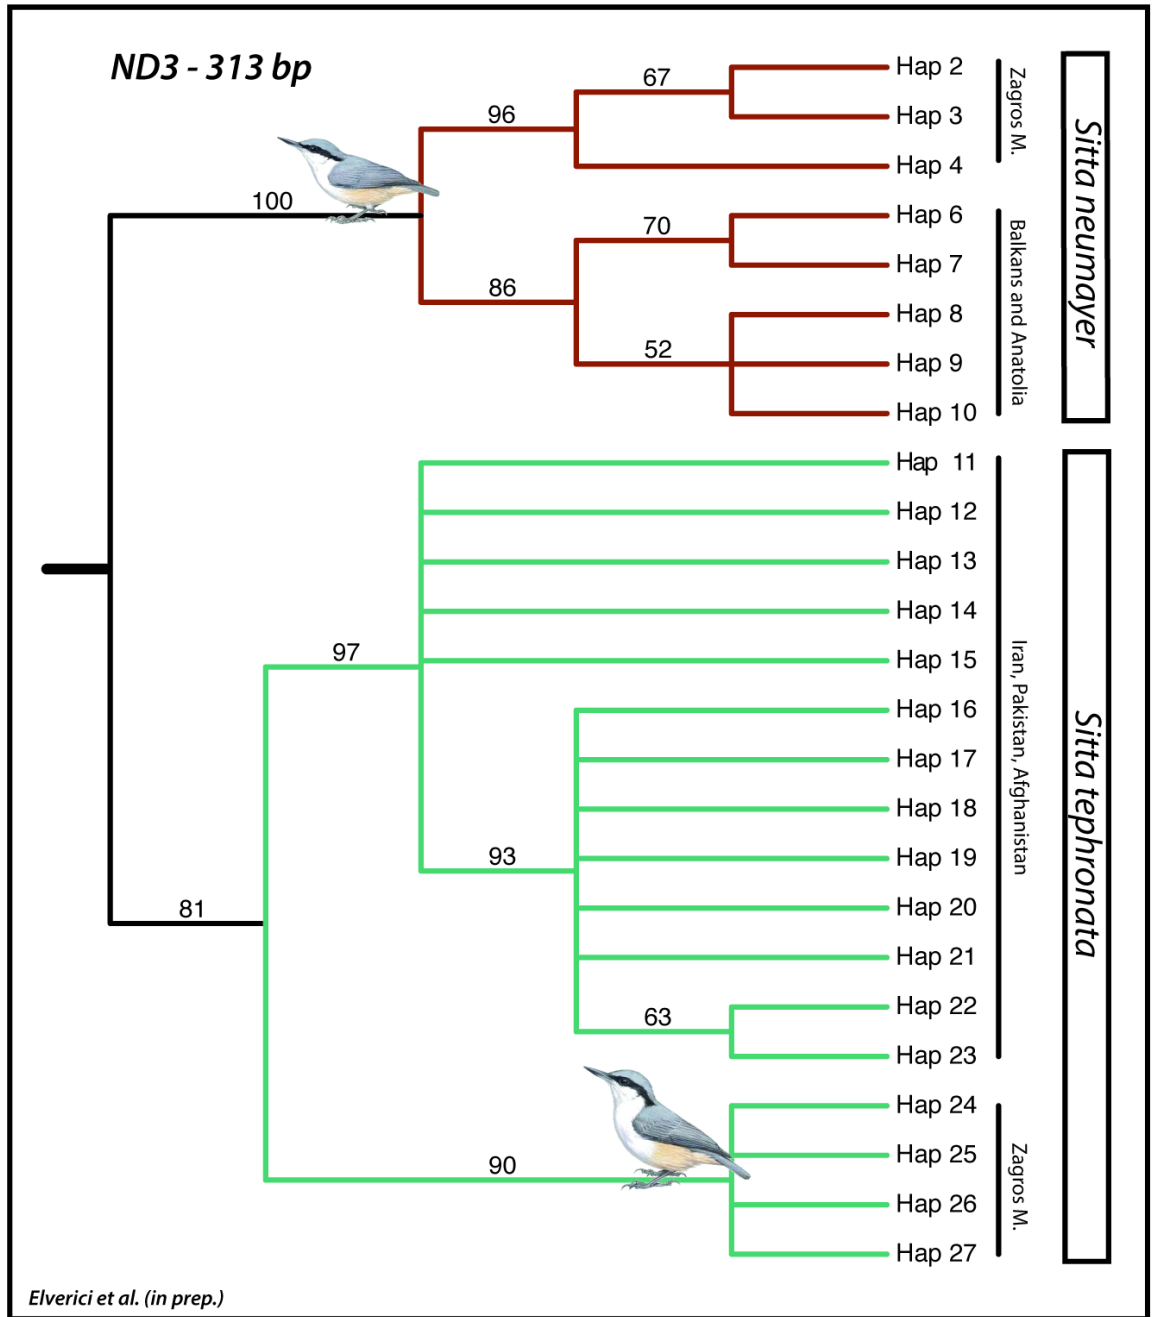 ND3 - 313 bp
100
96
67
Hap 2
Hap 3
Hap 4
Zagros M.
86
70
Hap 6
Hap 7
52
Hap 8
Hap 9
Hap 10
Balkans and Anatolia
Sitta neumayer
81
97
Hap 11
Hap 12
Hap 13
Hap 14
Hap 15
93
Hap 16
Hap 17
Hap 18
Hap 19
Hap 20
Hap 21
63
Hap 22
Hap 23
Iran, Pakistan, Afghanistan
90
Hap 24
Hap 25
Hap 26
Hap 27
Zagros M.
Sitta tephronata
Elverici et al. (in prep.)